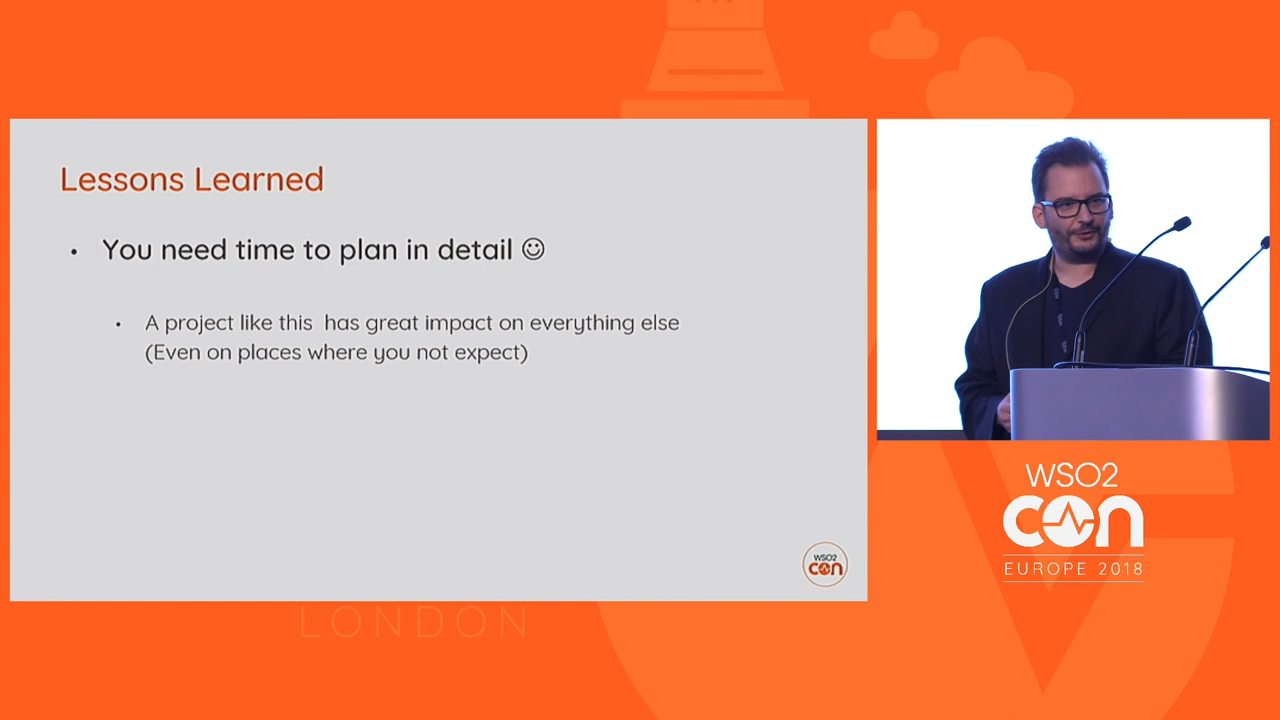 Lessons Learned
• You need time to plan in detail ☺
• A project like this has great impact on everything else
(Even on places where you not expect)
WSO2
con
WSO2
con
EUROPE 2018
LONDON